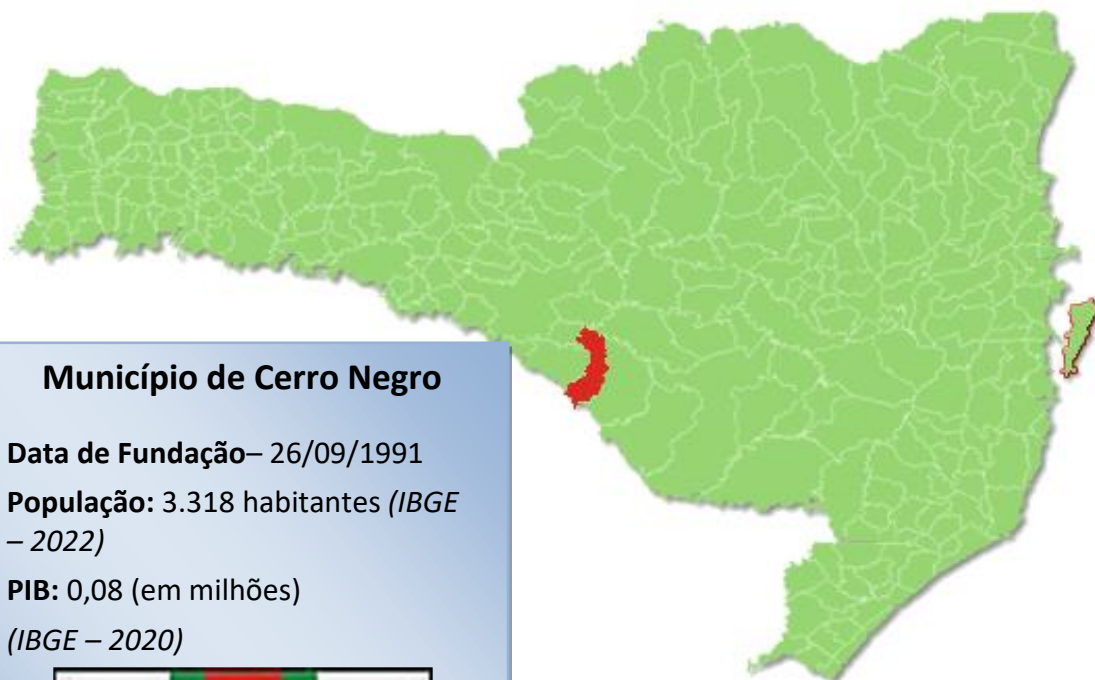 Município de Cerro Negro
Data de Fundação– 26/09/1991
População: 3.318 habitantes (IBGE
– 2022)
PIB: 0,08 (em milhões)
(IBGE – 2020)